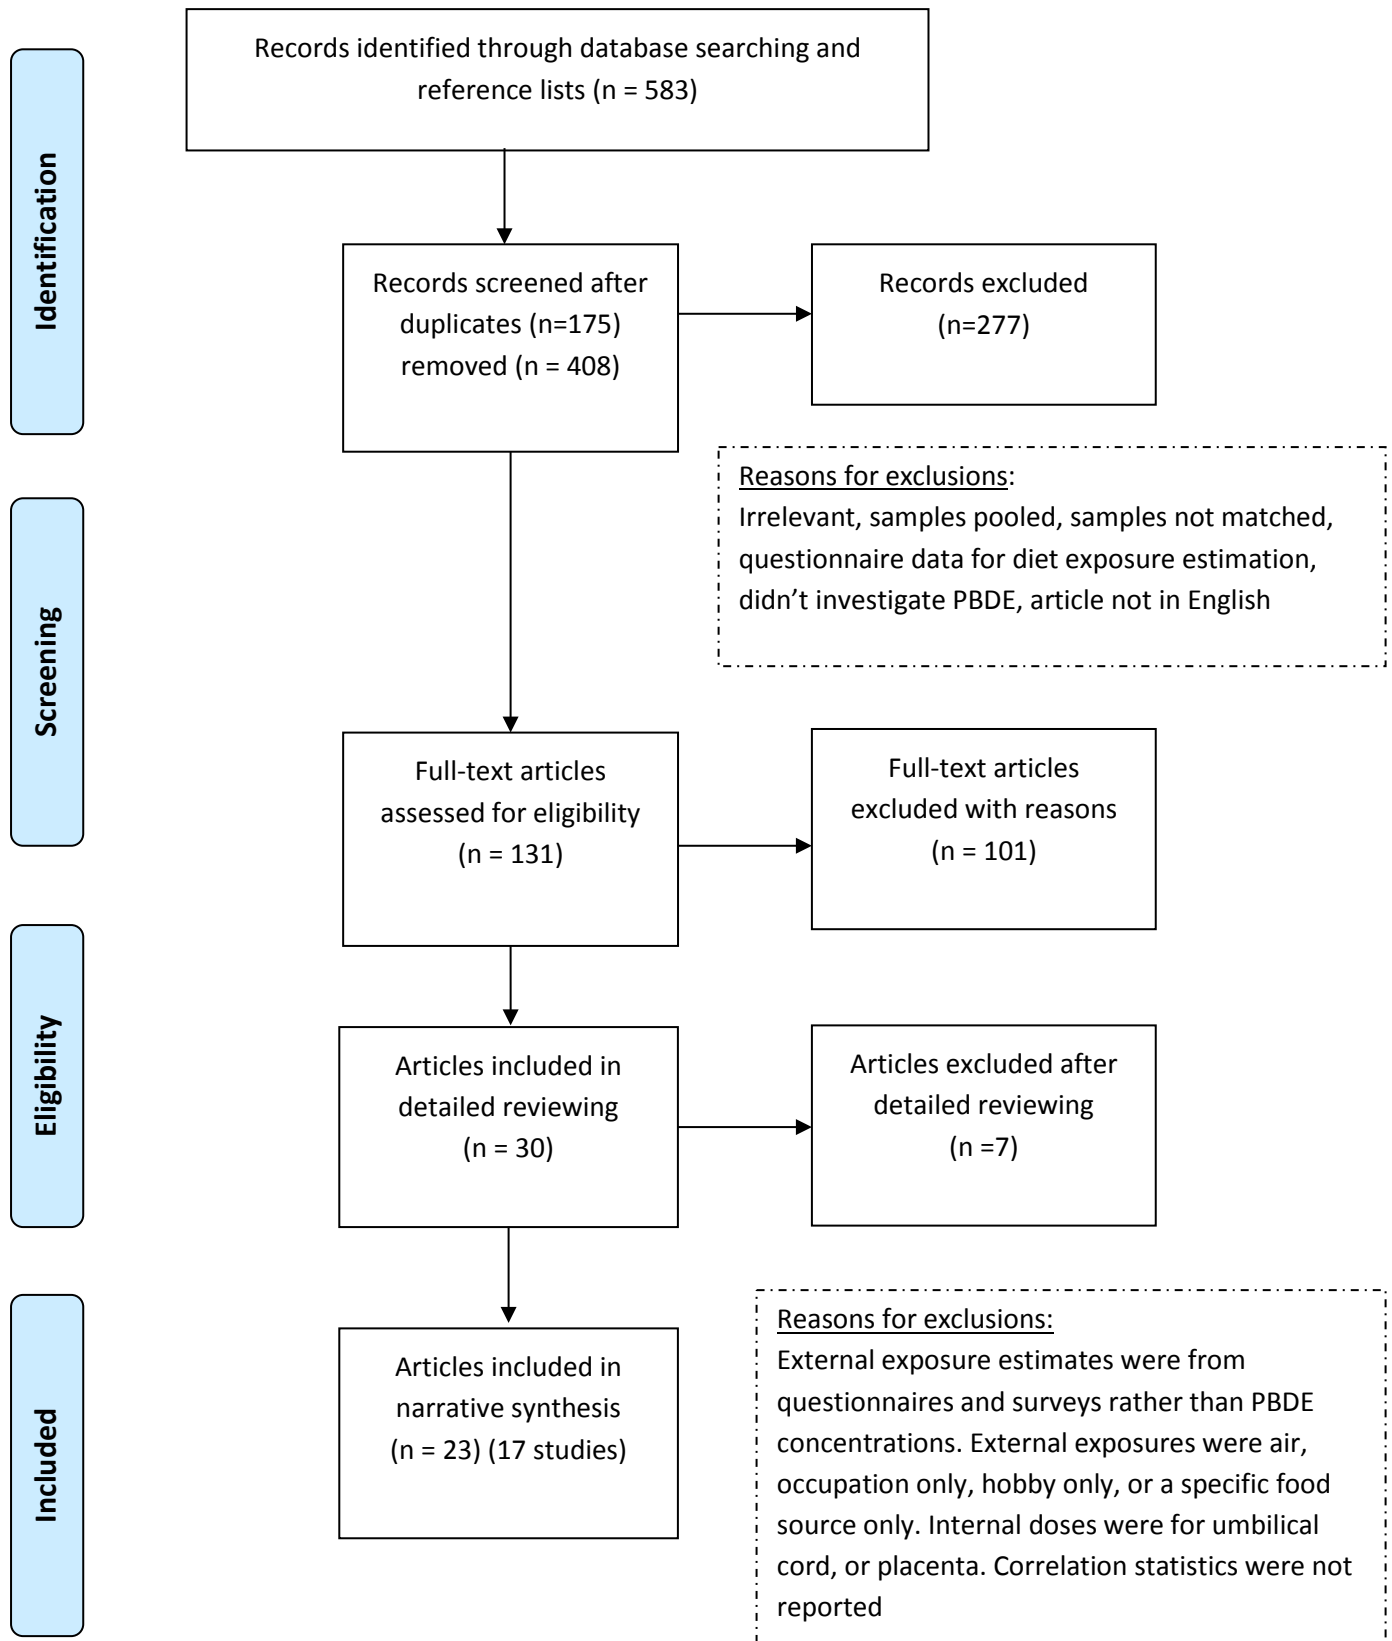 Records identified through database searching and
reference lists (n = 583)
Identification
Records screened after
duplicates (n=175)
removed (n = 408)
Records excluded
(n=277)
Reasons for exclusions:
Irrelevant, samples pooled, samples not matched,
questionnaire data for diet exposure estimation,
didn’t investigate PBDE, article not in English
Screening
Full-text articles
assessed for eligibility
(n = 131)
Full-text articles
excluded with reasons
(n = 101)
Eligibility
Articles included in
detailed reviewing
(n = 30)
Articles excluded after
detailed reviewing
(n =7)
Included
Articles included in
narrative synthesis
(n = 23) (17 studies)
Reasons for exclusions:
External exposure estimates were from
questionnaires and surveys rather than PBDE
concentrations. External exposures were air,
occupation only, hobby only, or a specific food
source only. Internal doses were for umbilical
cord, or placenta. Correlation statistics were not
reported